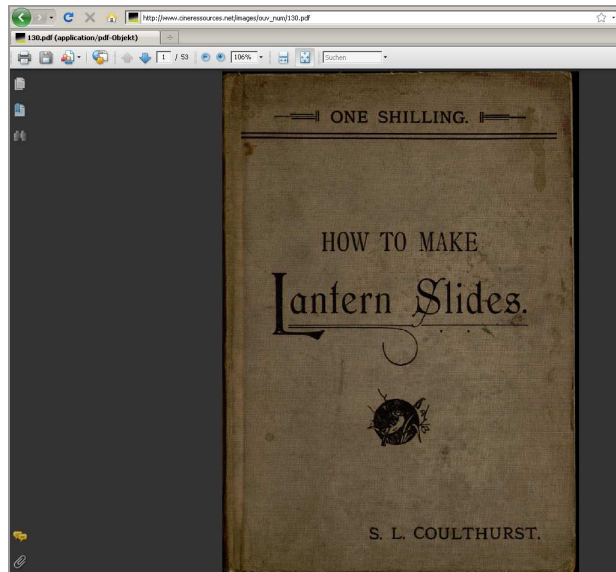 http://www.cineressources.net/images/ouv_num/130.pdf
130.pdf (application/pdf-Objekt)
1 / 53 106% Suchen
ONE SHILLING.
HOW TO MAKE
Lantern Slides.
S. L. COULTHURST.